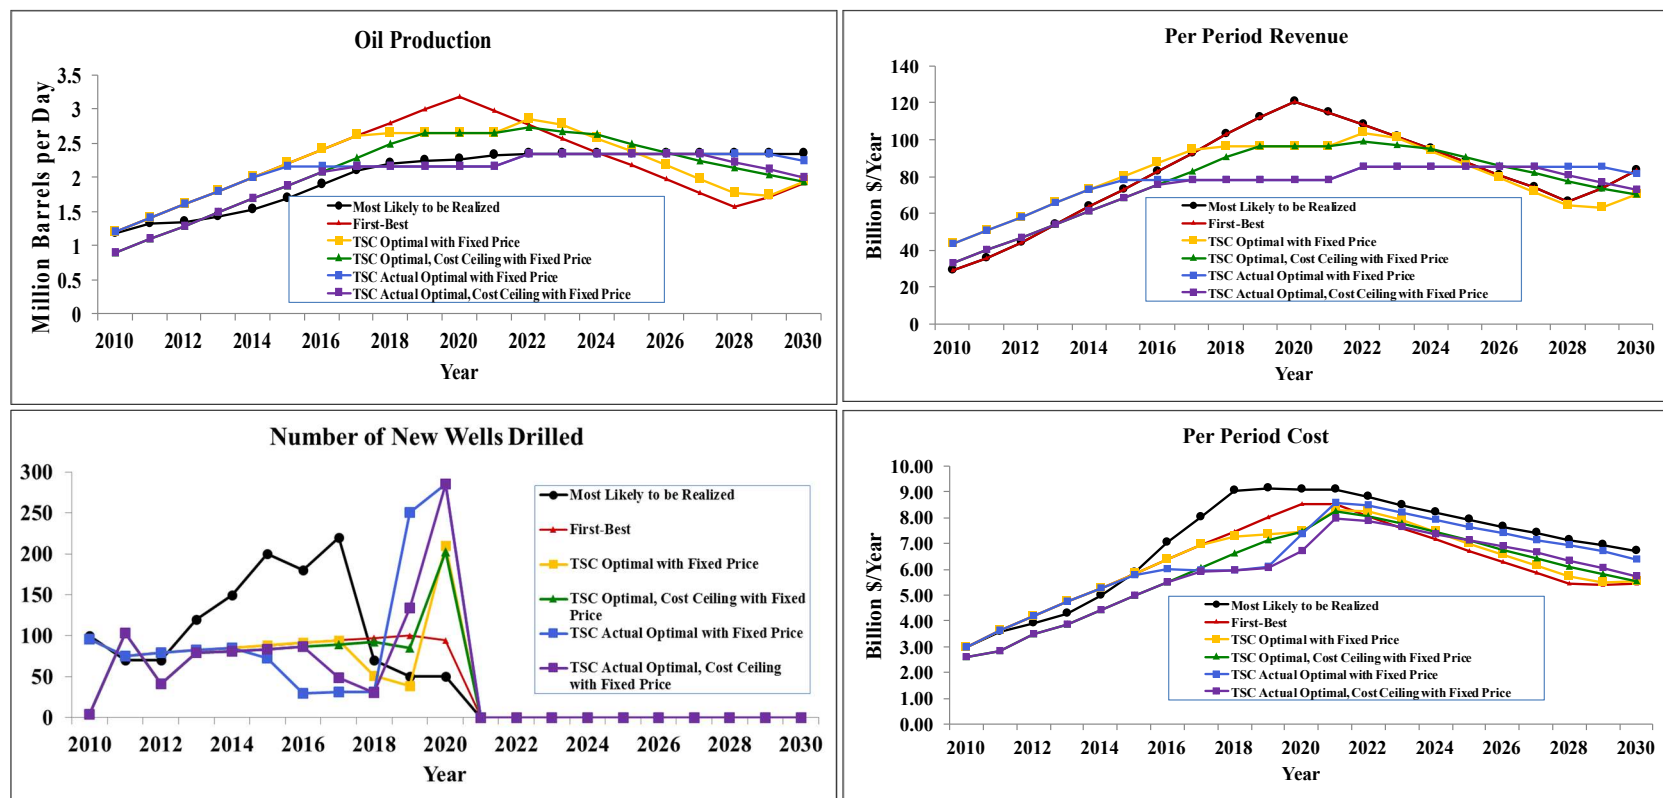 Oil Production
Million Barrels per Day
3.5
3
2.5
2
1.5
1
0.5
0
Most Likely to be Realized
First-Best
TSC Optimal with Fixed Price
TSC Optimal, Cost Ceiling with Fixed Price
TSC Actual Optimal with Fixed Price
TSC Actual Optimal, Cost Ceiling with Fixed Price
2010 2012 2014 2016 2018 2020 2022 2024 2026 2028 2030
Year
Per Period Revenue
Billion $/Year
140
120
100
80
60
40
20
0
Most Likely to be Realized
First-Best
TSC Optimal with Fixed Price
TSC Optimal, Cost Ceiling with Fixed Price
TSC Actual Optimal with Fixed Price
TSC Actual Optimal, Cost Ceiling with Fixed Price
2010 2012 2014 2016 2018 2020 2022 2024 2026 2028 2030
Year
Number of New Wells Drilled
300
250
200
150
100
50
0
Most Likely to be Realized
First-Best
TSC Optimal with Fixed Price
TSC Optimal, Cost Ceiling with Fixed
Price
TSC Actual Optimal with Fixed Price
TSC Actual Optimal, Cost Ceiling
with Fixed Price
2010 2012 2014 2016 2018 2020 2022 2024 2026 2028 2030
Year
Per Period Cost
Billion $/Year
10.00
9.00
8.00
7.00
6.00
5.00
4.00
3.00
2.00
1.00
0.00
Most Likely to be Realized
First-Best
TSC Optimal with Fixed Price
TSC Optimal, Cost Ceiling with Fixed Price
TSC Actual Optimal with Fixed Price
TSC Actual Optimal, Cost Ceiling with Fixed Price
2010 2012 2014 2016 2018 2020 2022 2024 2026 2028 2030
Year